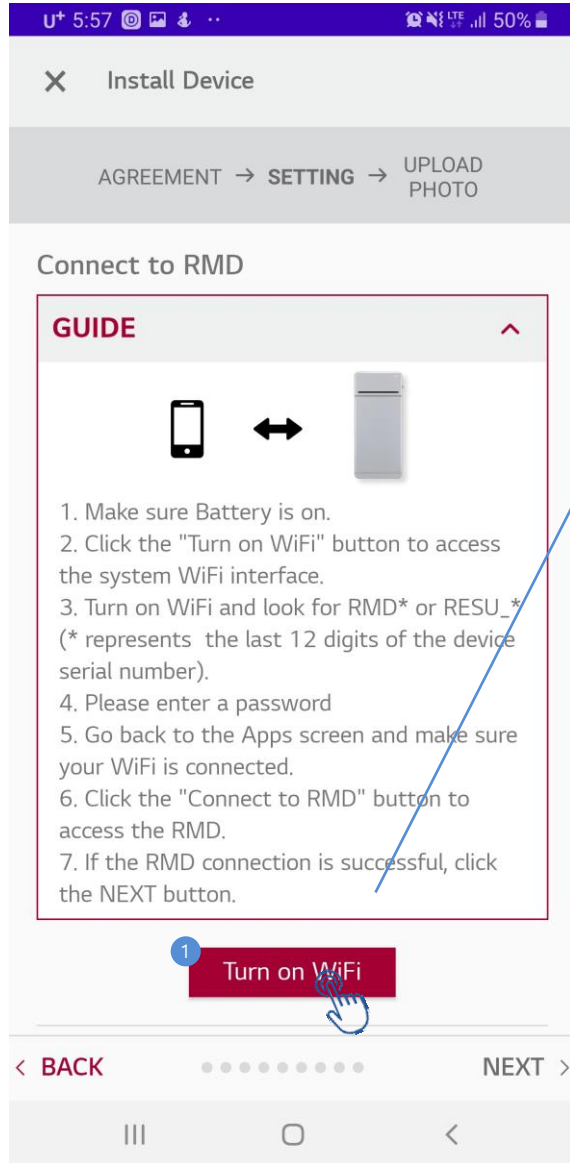 U+ 5:57
LTE 50%
Install Device
AGREEMENT → SETTING → UPLOAD PHOTO
Connect to RMD
GUIDE
1. Make sure Battery is on.
2. Click the "Turn on WiFi" button to access
the system WiFi interface.
3. Turn on WiFi and look for RMD* or RESU_*
(* represents  the last 12 digits of the device
serial number).
4. Please enter a password
5. Go back to the Apps screen and make sure
your WiFi is connected.
6. Click the "Connect to RMD" button to
access the RMD.
7. If the RMD connection is successful, click
the NEXT button.
1
Turn on WiFi
< BACK
NEXT >